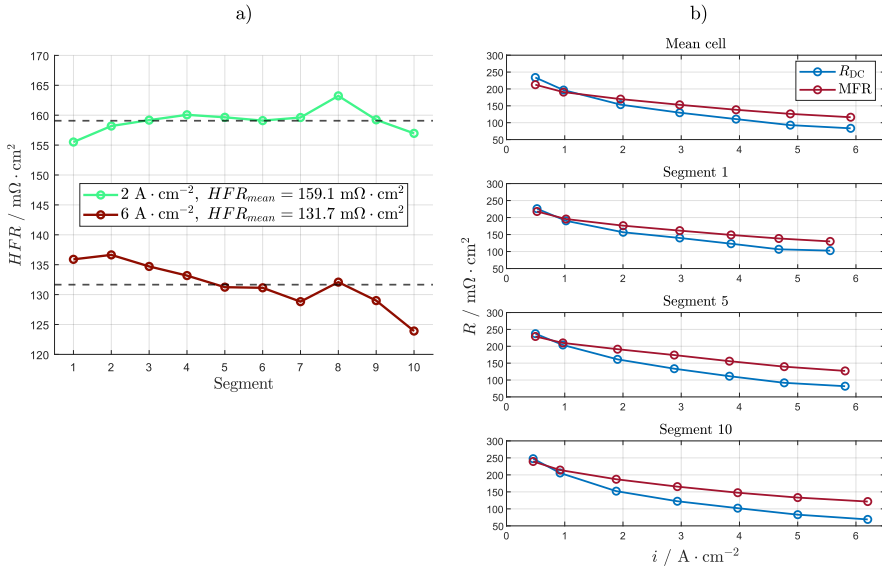 a)
170
165
160
155
150
145
140
135
130
125
120
HFR / mΩ · cm²
2 A · cm⁻², HFR_mean = 159.1 mΩ · cm²
6 A · cm⁻², HFR_mean = 131.7 mΩ · cm²
1 2 3 4 5 6 7 8 9 10
Segment
b)
Mean cell
300
250
200
150
100
50
R_DC
MFR
0 1 2 3 4 5 6
Segment 1
300
250
200
150
100
50
0 1 2 3 4 5 6
Segment 5
300
250
200
150
100
50
0 1 2 3 4 5 6
Segment 10
300
250
200
150
100
50
0 1 2 3 4 5 6
R / mΩ · cm²
i / A · cm⁻²